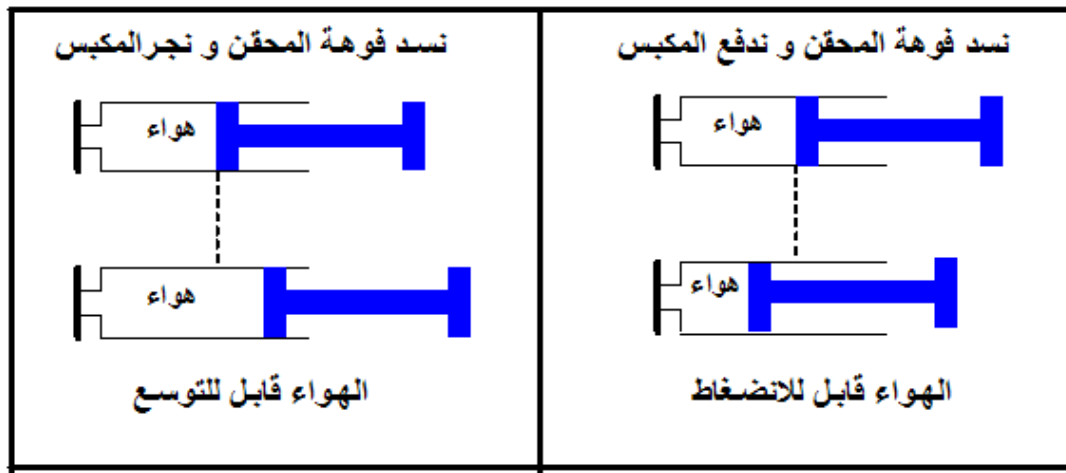 نسد فوهة المحقن و ندفع المكبس
هواء
هواء
الهواء قابل للانضغاط
نسد فوهة المحقن و نجرالمكبس
هواء
هواء
الهواء قابل للتوسع